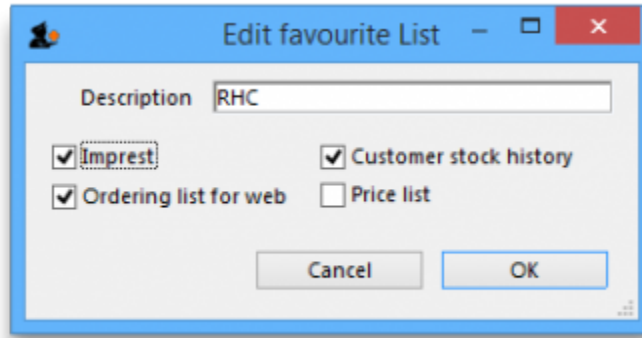 Edit favourite List
Description RHC
Imprest Customer stock history
Ordering list for web Price list
Cancel OK